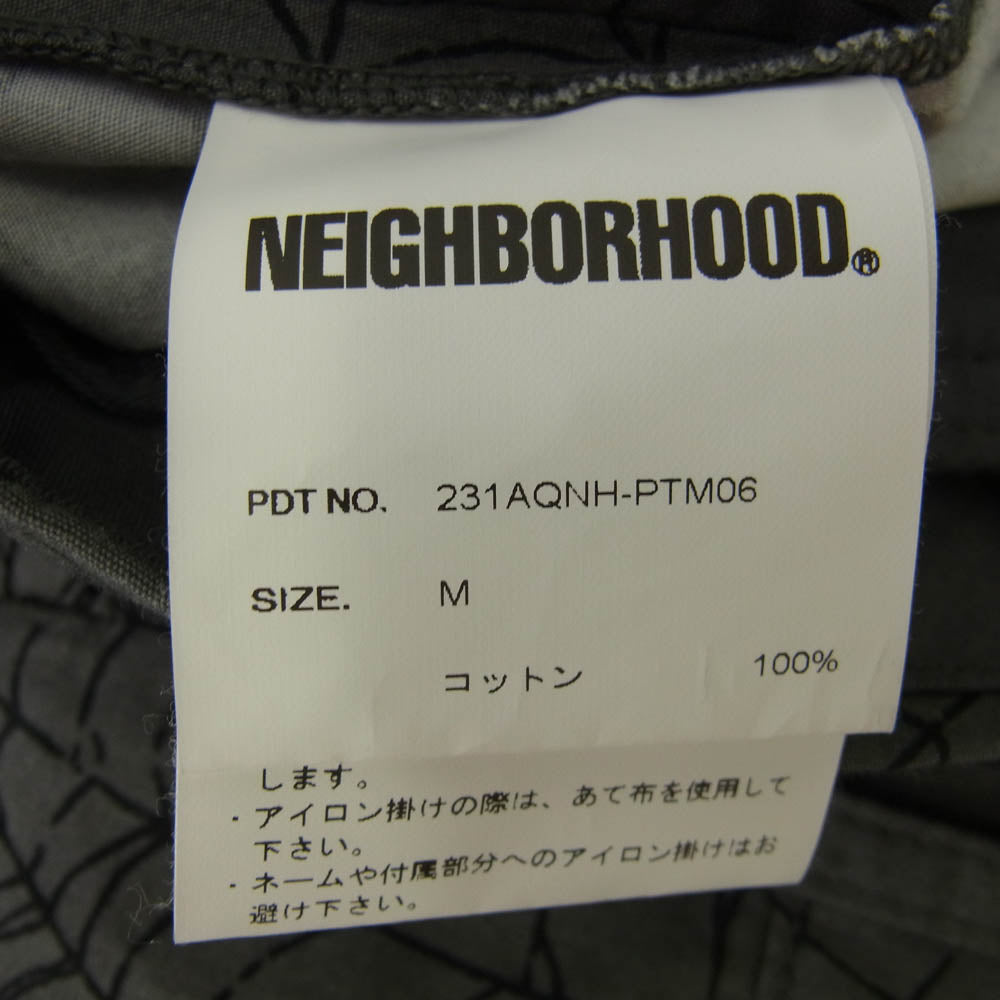 NEIGHBORHOOD®
PDT NO. 231AQNH-PTM06
SIZE. M
コットン 100%
します。
・アイロン掛けの際は、あて布を使用して
下さい。
・ネームや付属部分へのアイロン掛けはお
避け下さい。